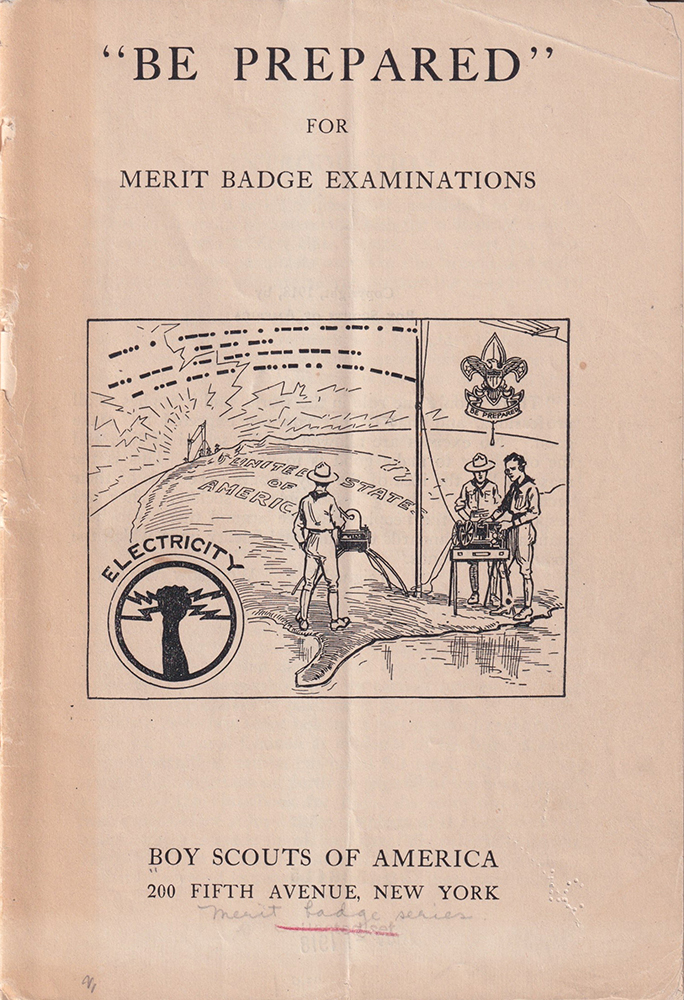 “BE PREPARED”
FOR
MERIT BADGE EXAMINATIONS
BE PREPARED
UNITED STATES
OF
AMERICA
ELECTRICITY
BOY SCOUTS OF AMERICA
200 FIFTH AVENUE, NEW YORK
Merit badge series